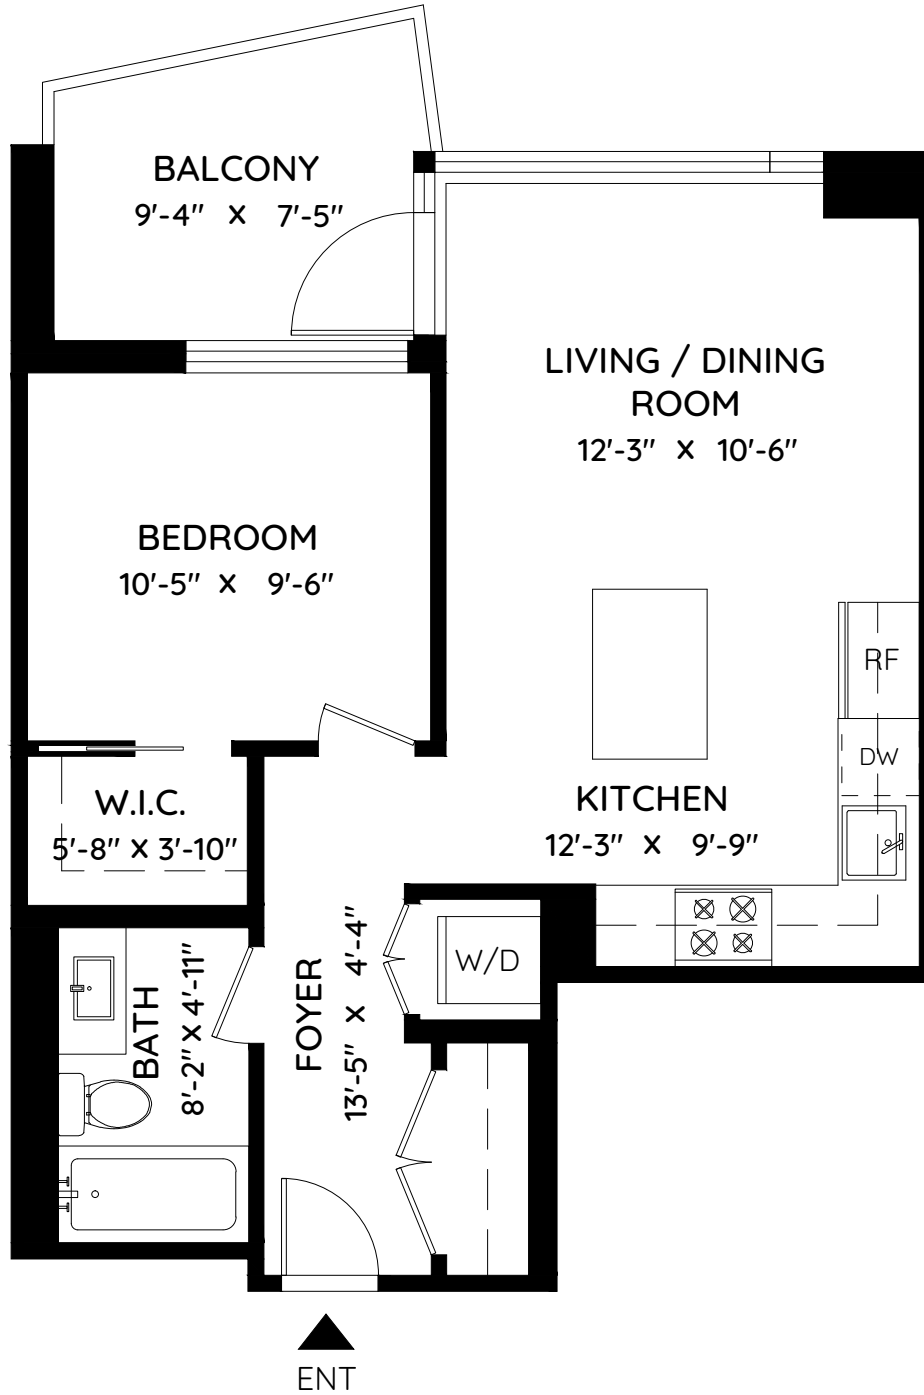 BALCONY
9'-4" X 7'-5"
LIVING / DINING
ROOM
12'-3" X 10'-6"
BEDROOM
10'-5" X 9'-6"
RF
DW
W.I.C.
5'-8" X 3'-10"
KITCHEN
12'-3" X 9'-9"
W/D
BATH
8'-2" X 4'-11"
FOYER
13'-5" X 4'-4"
ENT